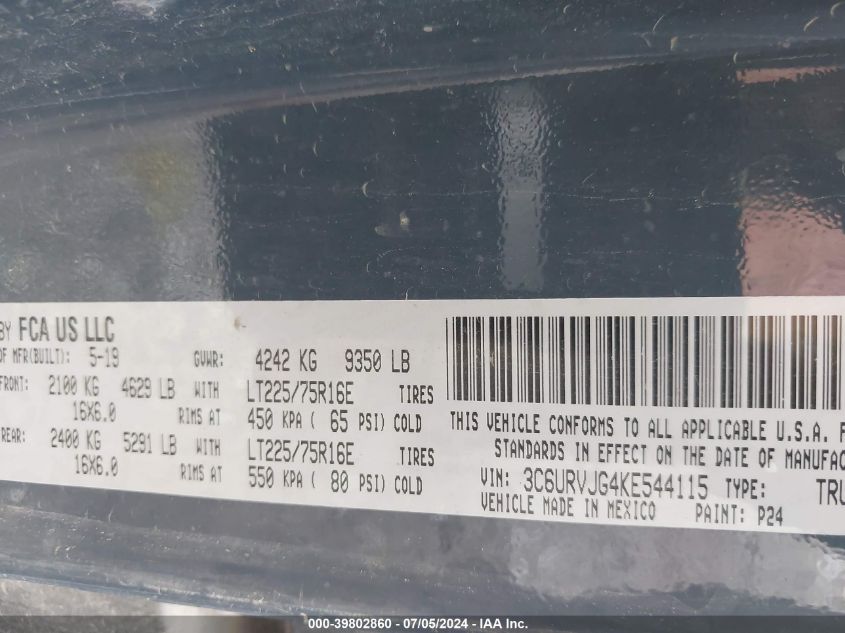 BY FCA US LLC
OF MFR(BUILT): 5-19 GVWR: 4242 KG 9350 LB
FRONT: 2100 KG 4629 LB WITH LT225/75R16E TIRES
16X6.0 RIMS AT 450 KPA ( 65 PSI) COLD
REAR: 2400 KG 5291 LB WITH LT225/75R16E TIRES
16X6.0 RIMS AT 550 KPA ( 80 PSI) COLD
THIS VEHICLE CONFORMS TO ALL APPLICABLE U.S.A. F
STANDARDS IN EFFECT ON THE DATE OF MANUFAC
VIN: 3C6URVJG4KE544115 TYPE: TRU
VEHICLE MADE IN MEXICO PAINT: P24
000-39802860 - 07/05/2024 - IAA Inc.